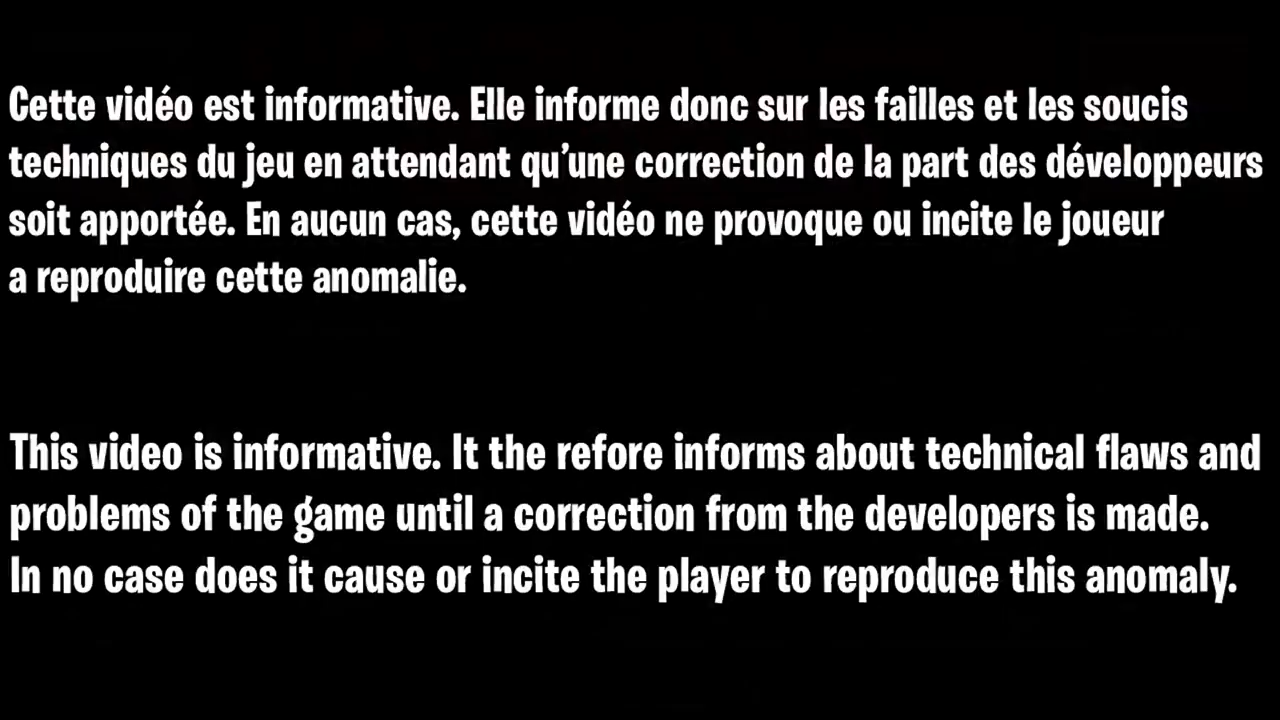 Cette vidéo est informative. Elle informe donc sur les failles et les soucis
techniques du jeu en attendant qu’une correction de la part des développeurs
soit apportée. En aucun cas, cette vidéo ne provoque ou incite le joueur
a reproduire cette anomalie.
This video is informative. It the refore informs about technical flaws and
problems of the game until a correction from the developers is made.
In no case does it cause or incite the player to reproduce this anomaly.